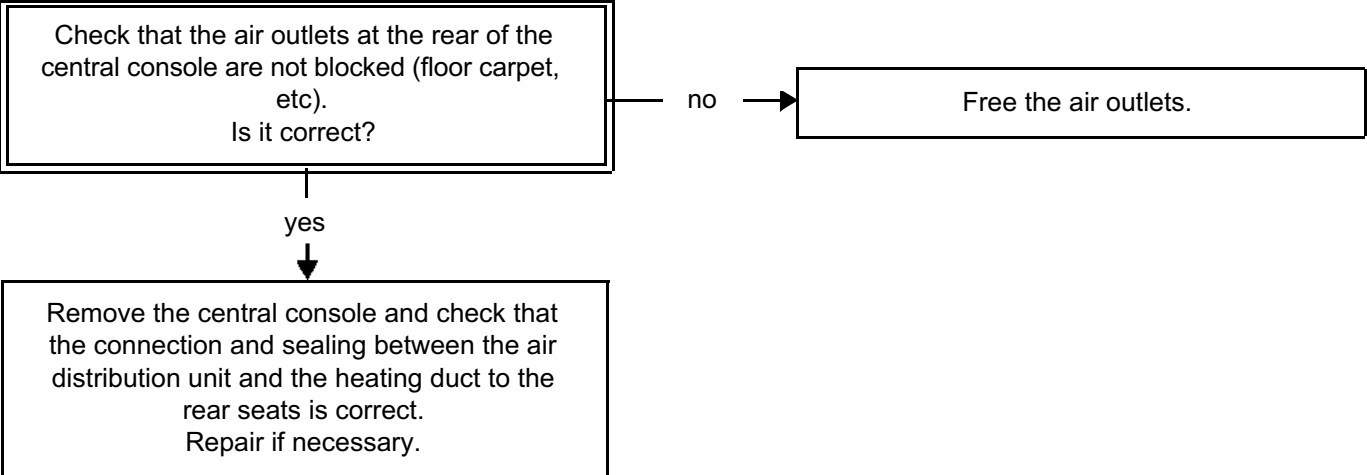 Check that the air outlets at the rear of the
central console are not blocked (floor carpet,
etc).
Is it correct?
no
Free the air outlets.
yes
Remove the central console and check that
the connection and sealing between the air
distribution unit and the heating duct to the
rear seats is correct.
Repair if necessary.